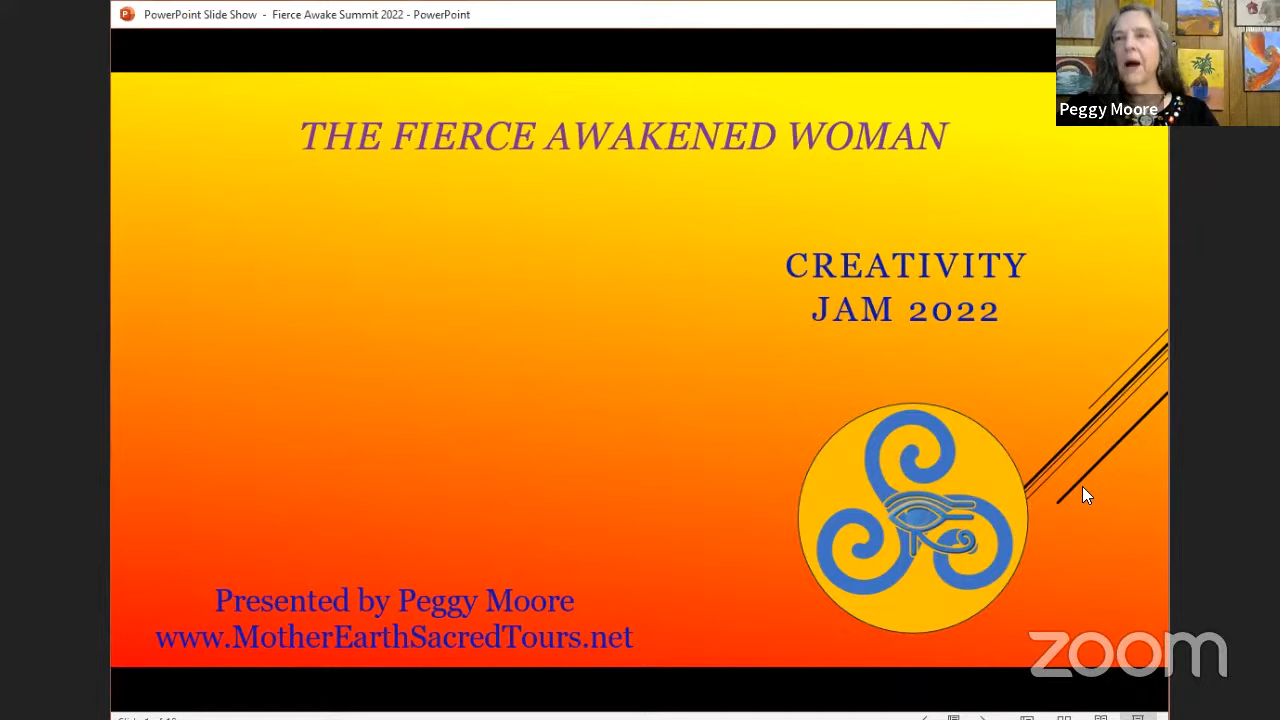 PowerPoint Slide Show - Fierce Awake Summit 2022 - PowerPoint
Peggy Moore
THE FIERCE AWAKENED WOMAN
CREATIVITY
JAM 2022
Presented by Peggy Moore
www.MotherEarthSacredTours.net
zoom